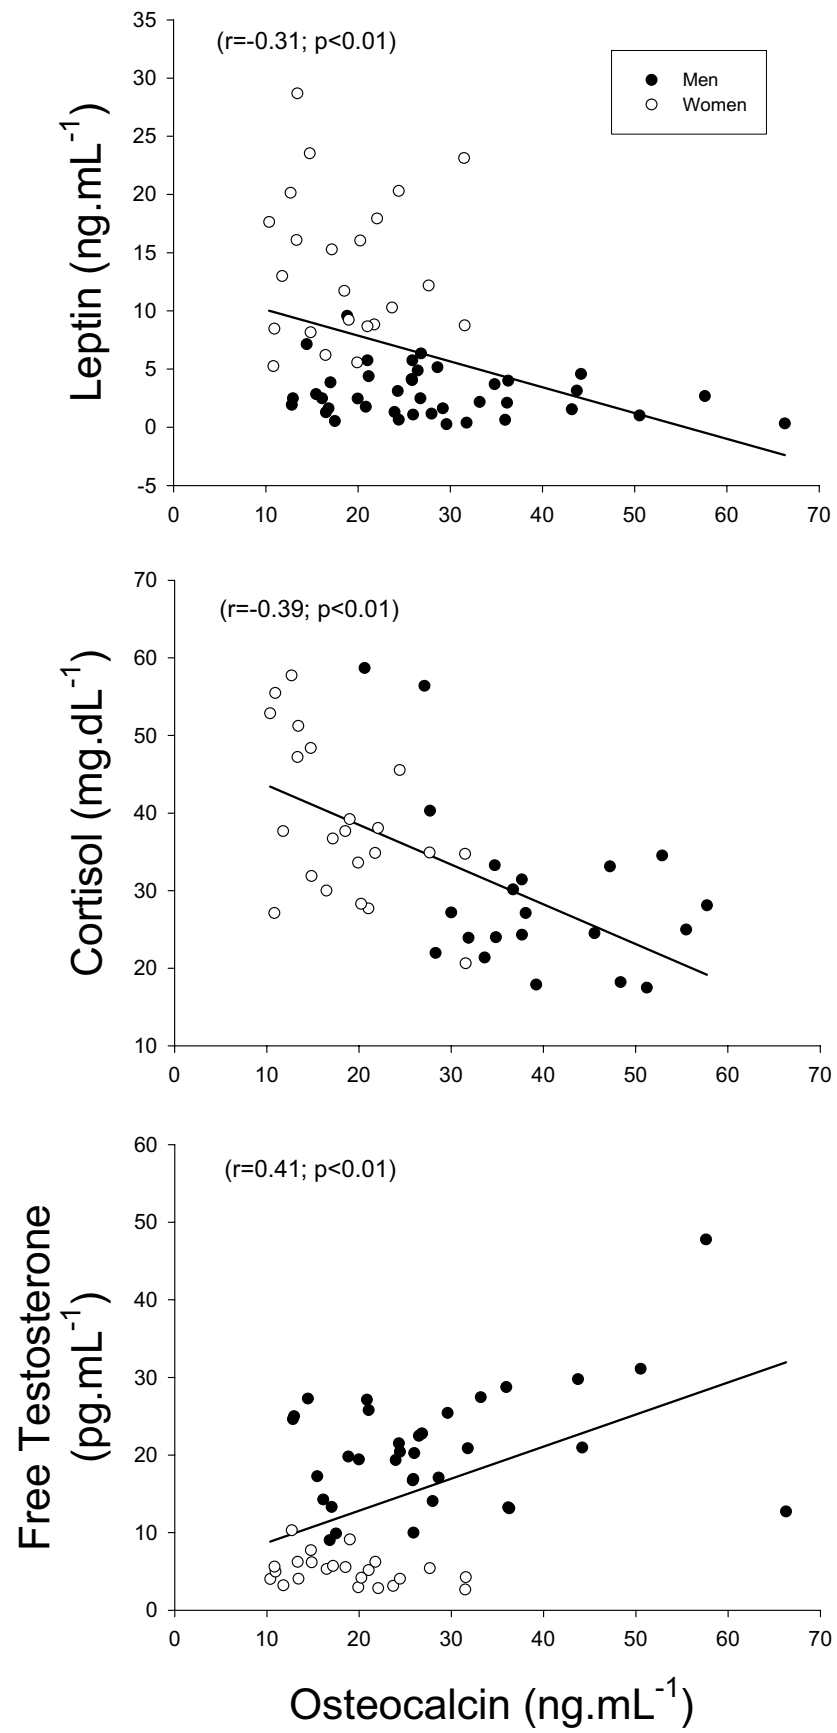 (r=-0.31; p<0.01)
Men
Women
Leptin (ng.mL-1)
35
30
25
20
15
10
5
0
-5
0 10 20 30 40 50 60 70
(r=-0.39; p<0.01)
Cortisol (mg.dL-1)
70
60
50
40
30
20
10
0 10 20 30 40 50 60 70
(r=0.41; p<0.01)
Free Testosterone
(pg.mL-1)
60
50
40
30
20
10
0
0 10 20 30 40 50 60 70
Osteocalcin (ng.mL-1)